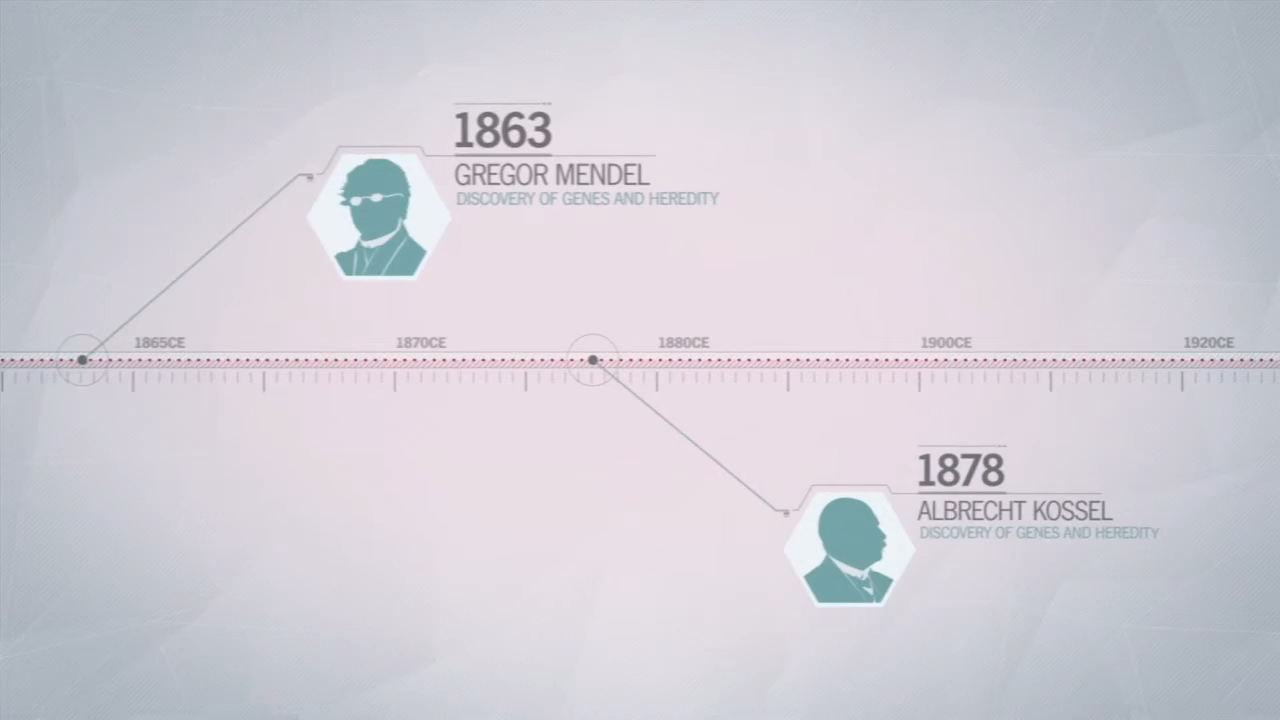 1863
GREGOR MENDEL
DISCOVERY OF GENES AND HEREDITY
1865CE
1870CE
1880CE
1900CE
1920CE
1878
ALBRECHT KOSSEL
DISCOVERY OF GENES AND HEREDITY